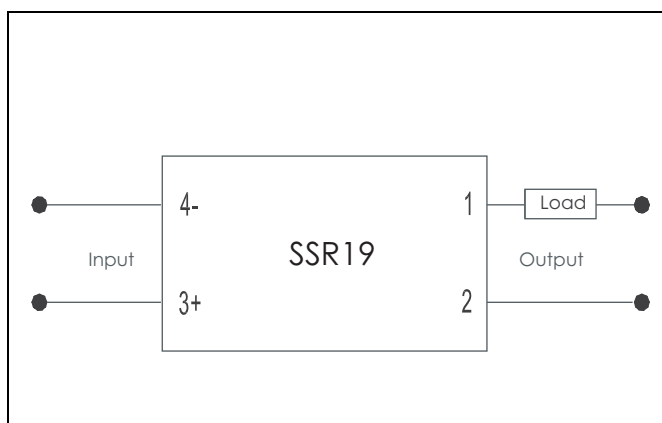 4-
1
Load
Input
SSR19
Output
3+
2